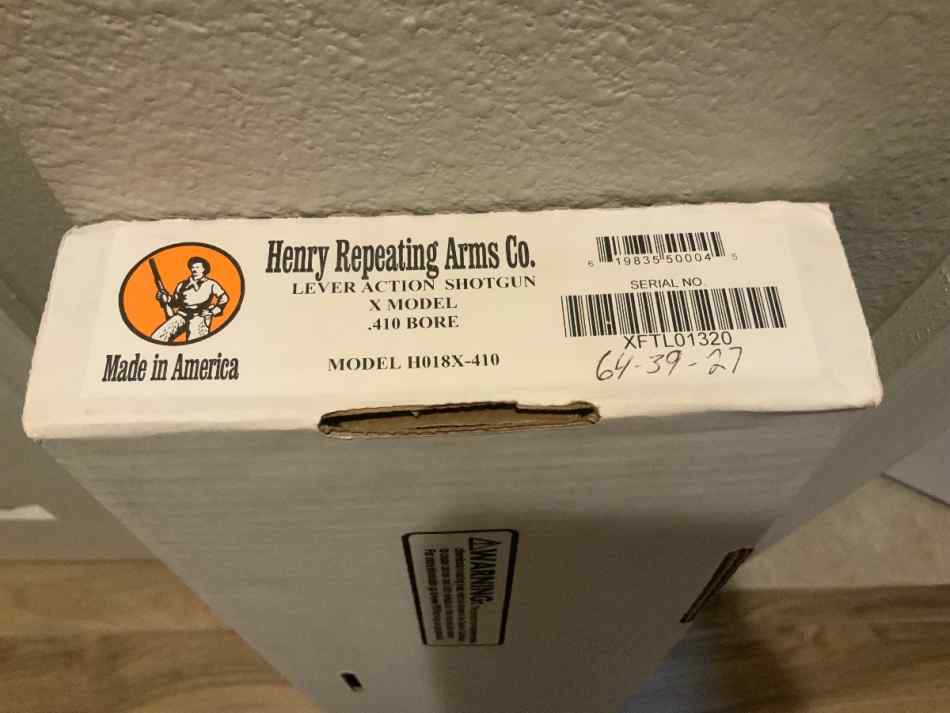 Henry Repeating Arms Co.
LEVER ACTION SHOTGUN
X MODEL
.410 BORE
MODEL H018X-410
Made in America
6 19835 50004 5
SERIAL NO.
XFTL01320
64-39-27
WARNING: